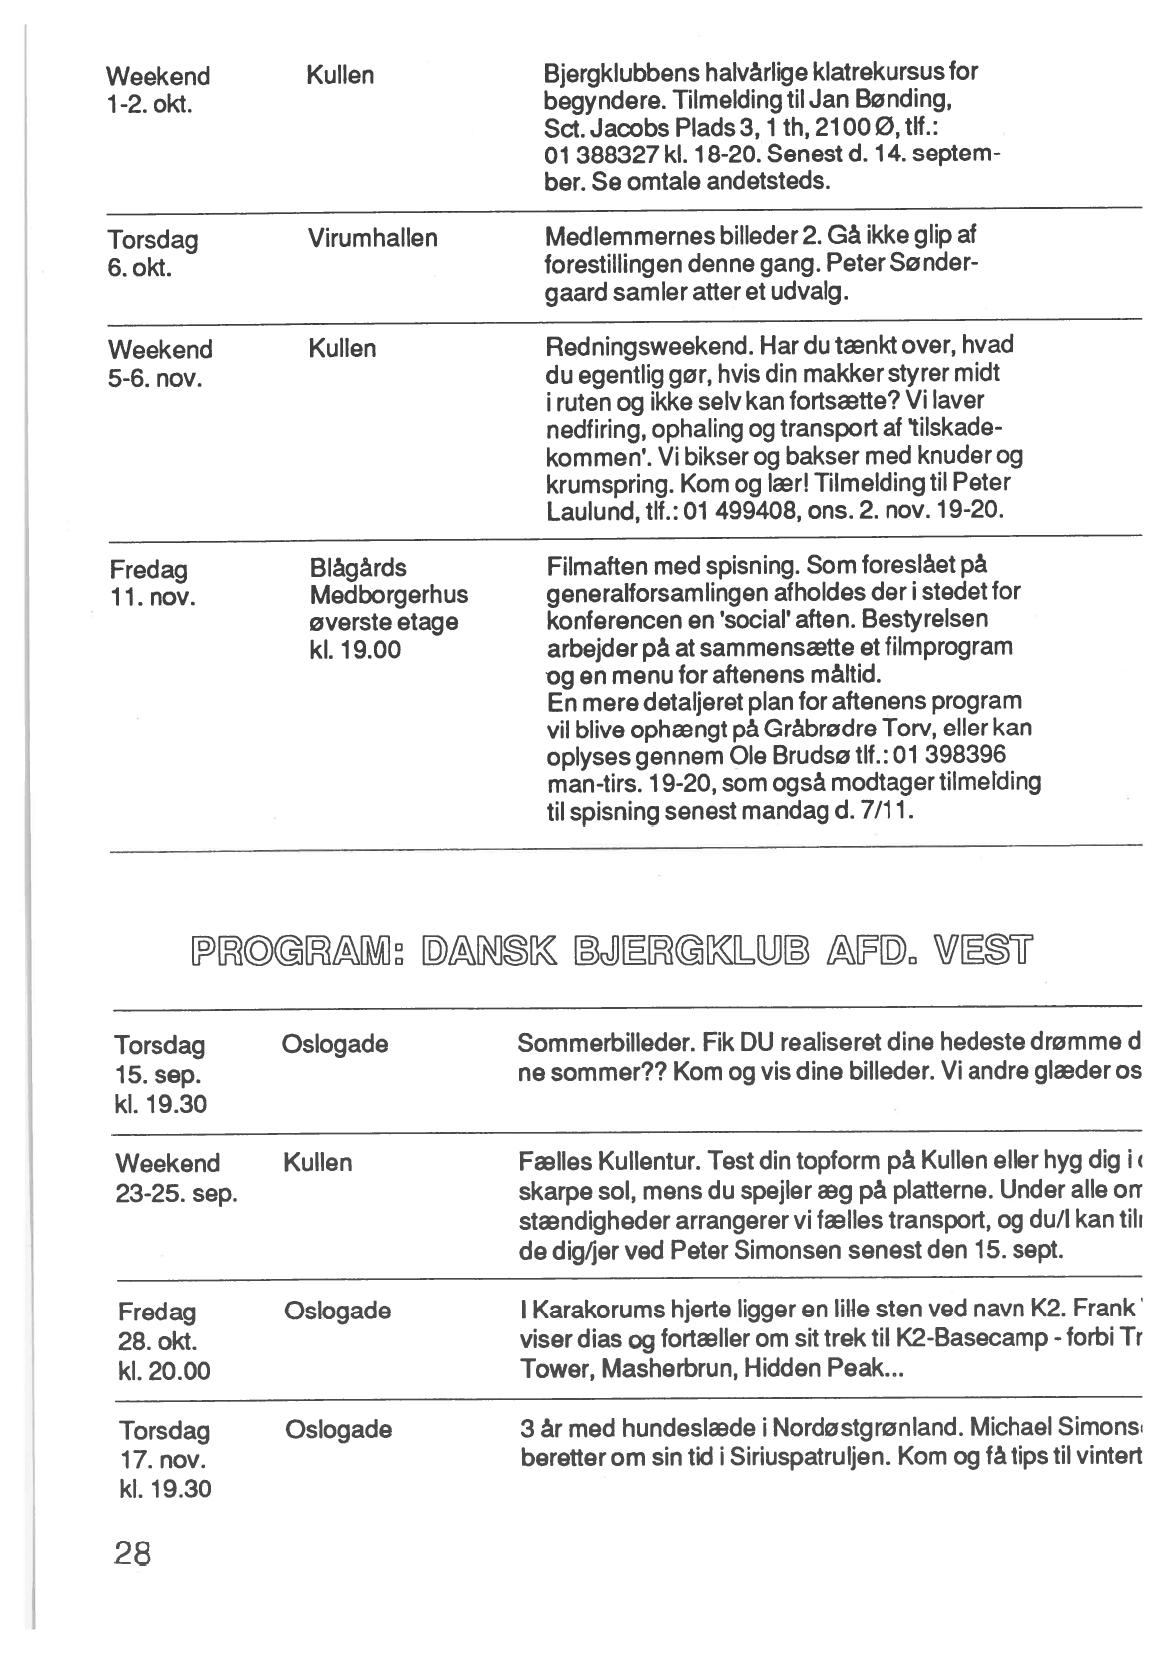 Weekend Kullen Bjergklubbens halvårlige klatrekursus for
1-2. okt. begyndere. Tilmelding til Jan Bønding,
Sct. Jacobs Plads 3, 1 th, 2100 Ø, tlf.:
01 388327 kl. 18-20. Senest d. 14. septem-
ber. Se omtale andetsteds.
Torsdag Virumhallen Medlemmernes billeder 2. Gå ikke glip af
6. okt. forestillingen denne gang. Peter Sønder-
gaard samler atter et udvalg.
Weekend Kullen Redningsweekend. Har du tænkt over, hvad
5-6. nov. du egentlig gør, hvis din makker styrer midt
i ruten og ikke selv kan fortsætte? Vi laver
nedfiring, ophaling og transport af 'tilskade-
kommen'. Vi bikser og bakser med knuder og
krumspring. Kom og lær! Tilmelding til Peter
Laulund, tlf.: 01 499408, ons. 2. nov. 19-20.
Fredag Blågårds Filmaften med spisning. Som foreslået på
11. nov. Medborgerhus generalforsamlingen afholdes der i stedet for
øverste etage konferencen en 'social' aften. Bestyrelsen
kl. 19.00 arbejder på at sammensætte et filmprogram
og en menu for aftenens måltid.
En mere detaljeret plan for aftenens program
vil blive ophængt på Gråbrødre Torv, eller kan
oplyses gennem Ole Brudsø tlf.: 01 398396
man-tirs. 19-20, som også modtager tilmelding
til spisning senest mandag d. 7/11.
PROGRAM: DANSK BJERGKLUB AFD. VEST
Torsdag Oslogade Sommerbilleder. Fik DU realiseret dine hedeste drømme d
15. sep. ne sommer?? Kom og vis dine billeder. Vi andre glæder os
kl. 19.30
Weekend Kullen Fælles Kullentur. Test din topform på Kullen eller hyg dig i
23-25. sep. skarpe sol, mens du spejler æg på platterne. Under alle om
stændigheder arrangerer vi fælles transport, og du/I kan til
de dig/jer ved Peter Simonsen senest den 15. sept.
Fredag Oslogade I Karakorums hjerte ligger en lille sten ved navn K2. Frank
28. okt. viser dias og fortæller om sit trek til K2-Basecamp - forbi Tr
kl. 20.00 Tower, Masherbrun, Hidden Peak...
Torsdag Oslogade 3 år med hundeslæde i Nordøstgrønland. Michael Simons
17. nov. beretter om sin tid i Siriuspatruljen. Kom og få tips til vintert
kl. 19.30
28